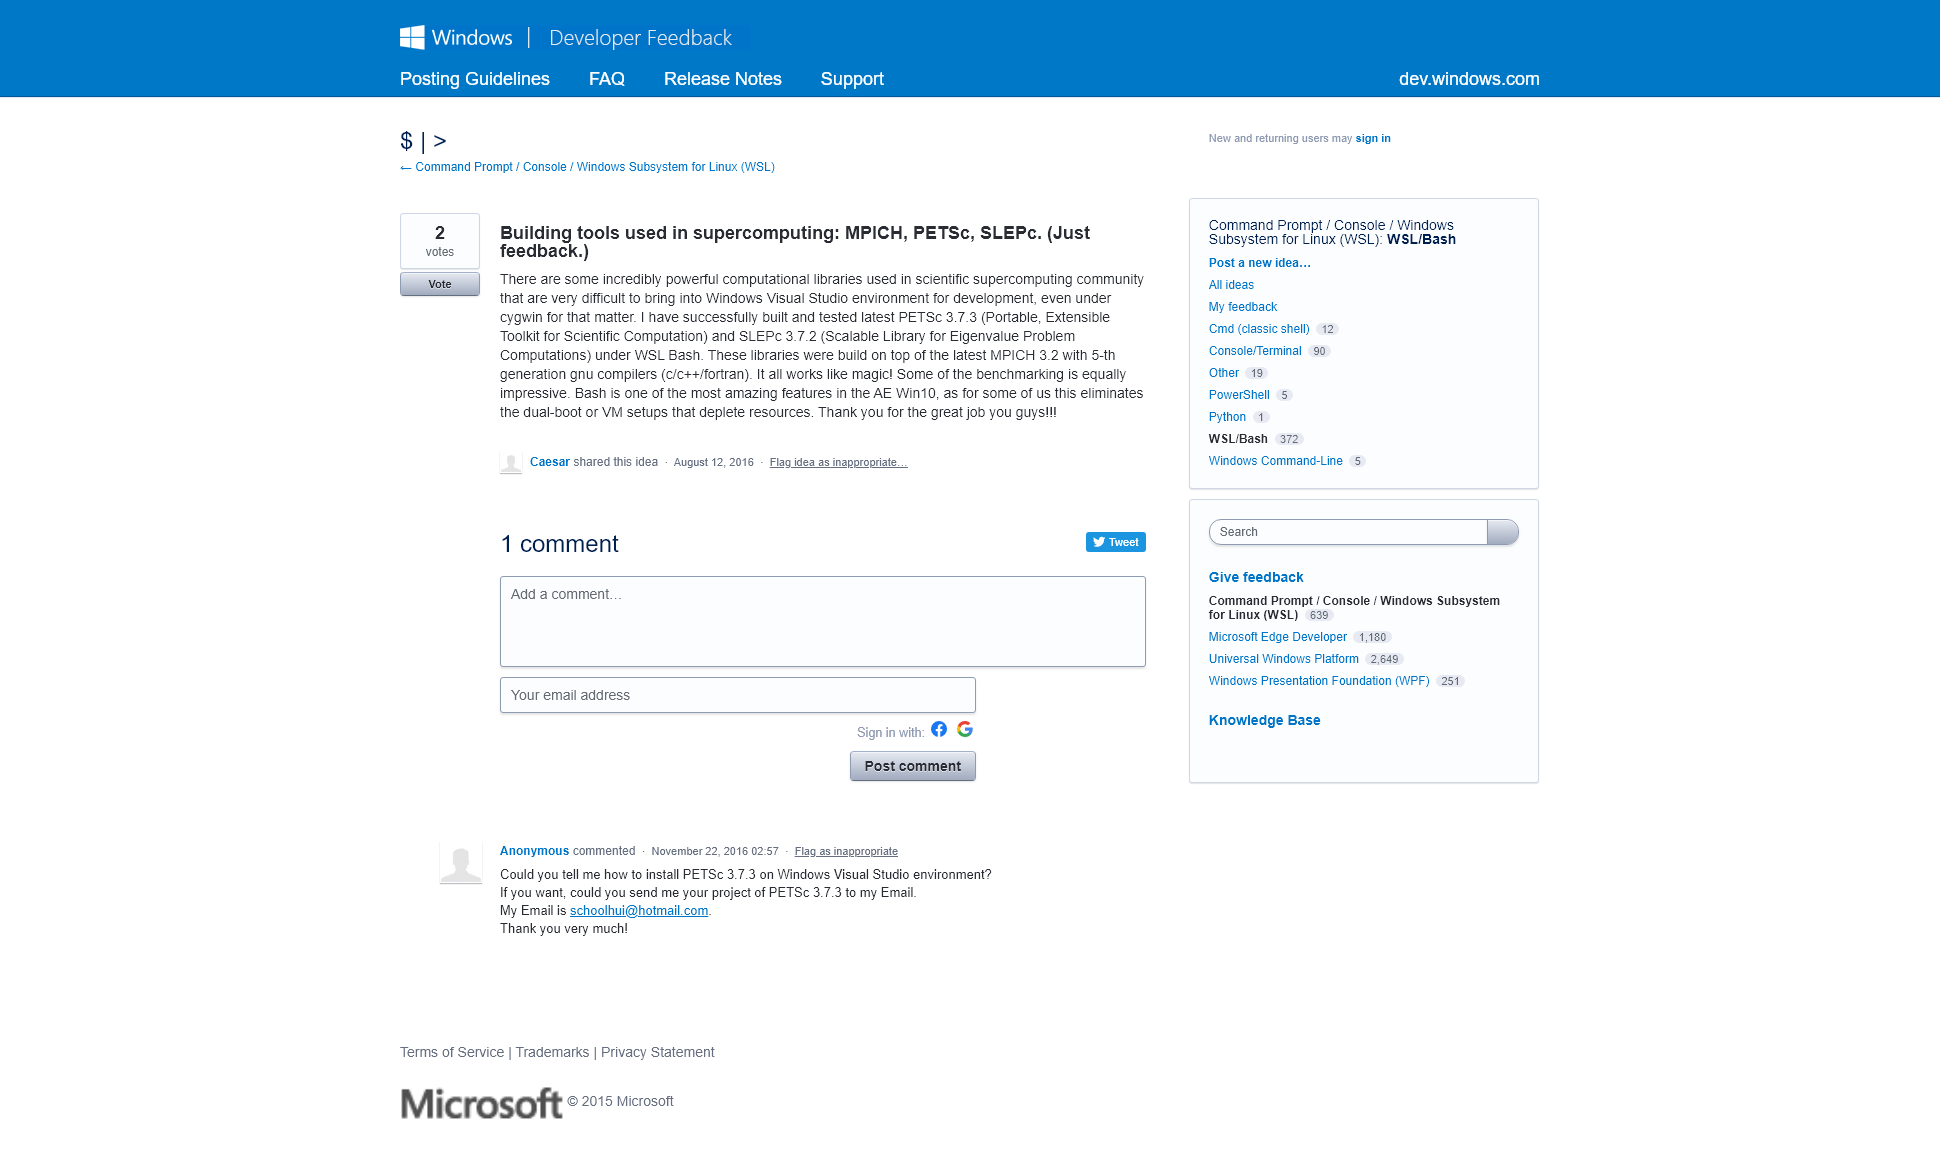 Windows | Developer Feedback
Posting Guidelines FAQ Release Notes Support dev.windows.com
$ | >
New and returning users may sign in
← Command Prompt / Console / Windows Subsystem for Linux (WSL)
2
votes
Vote
Building tools used in supercomputing: MPICH, PETSc, SLEPc. (Just
feedback.)
There are some incredibly powerful computational libraries used in scientific supercomputing community
that are very difficult to bring into Windows Visual Studio environment for development, even under
cygwin for that matter. I have successfully built and tested latest PETSc 3.7.3 (Portable, Extensible
Toolkit for Scientific Computation) and SLEPc 3.7.2 (Scalable Library for Eigenvalue Problem
Computations) under WSL Bash. These libraries were build on top of the latest MPICH 3.2 with 5-th
generation gnu compilers (c/c++/fortran). It all works like magic! Some of the benchmarking is equally
impressive. Bash is one of the most amazing features in the AE Win10, as for some of us this eliminates
the dual-boot or VM setups that deplete resources. Thank you for the great job you guys!!!
Caesar shared this idea · August 12, 2016 · Flag idea as inappropriate…
1 comment
Tweet
Add a comment…
Your email address
Sign in with:
Post comment
Anonymous commented · November 22, 2016 02:57 · Flag as inappropriate
Could you tell me how to install PETSc 3.7.3 on Windows Visual Studio environment?
If you want, could you send me your project of PETSc 3.7.3 to my Email.
My Email is schoolhui@hotmail.com.
Thank you very much!
Command Prompt / Console / Windows
Subsystem for Linux (WSL): WSL/Bash
Post a new idea…
All ideas
My feedback
Cmd (classic shell) 12
Console/Terminal 90
Other 19
PowerShell 5
Python 1
WSL/Bash 372
Windows Command-Line 5
Search
Give feedback
Command Prompt / Console / Windows Subsystem
for Linux (WSL) 639
Microsoft Edge Developer 1,180
Universal Windows Platform 2,649
Windows Presentation Foundation (WPF) 251
Knowledge Base
Terms of Service | Trademarks | Privacy Statement
Microsoft © 2015 Microsoft